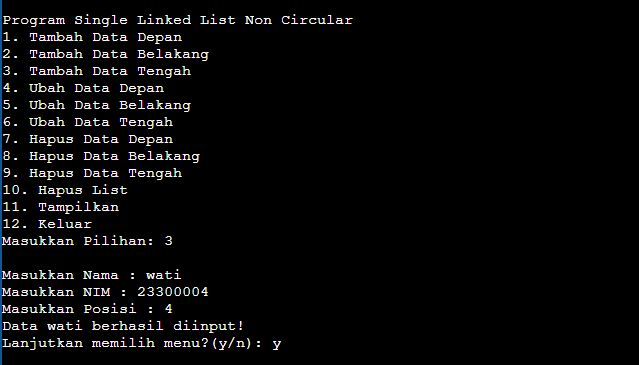 Program Single Linked List Non Circular
1. Tambah Data Depan
2. Tambah Data Belakang
3. Tambah Data Tengah
4. Ubah Data Depan
5. Ubah Data Belakang
6. Ubah Data Tengah
7. Hapus Data Depan
8. Hapus Data Belakang
9. Hapus Data Tengah
10. Hapus List
11. Tampilkan
12. Keluar
Masukkan Pilihan: 3
Masukkan Nama : wati
Masukkan NIM : 23300004
Masukkan Posisi : 4
Data wati berhasil diinput!
Lanjutkan memilih menu?(y/n): y